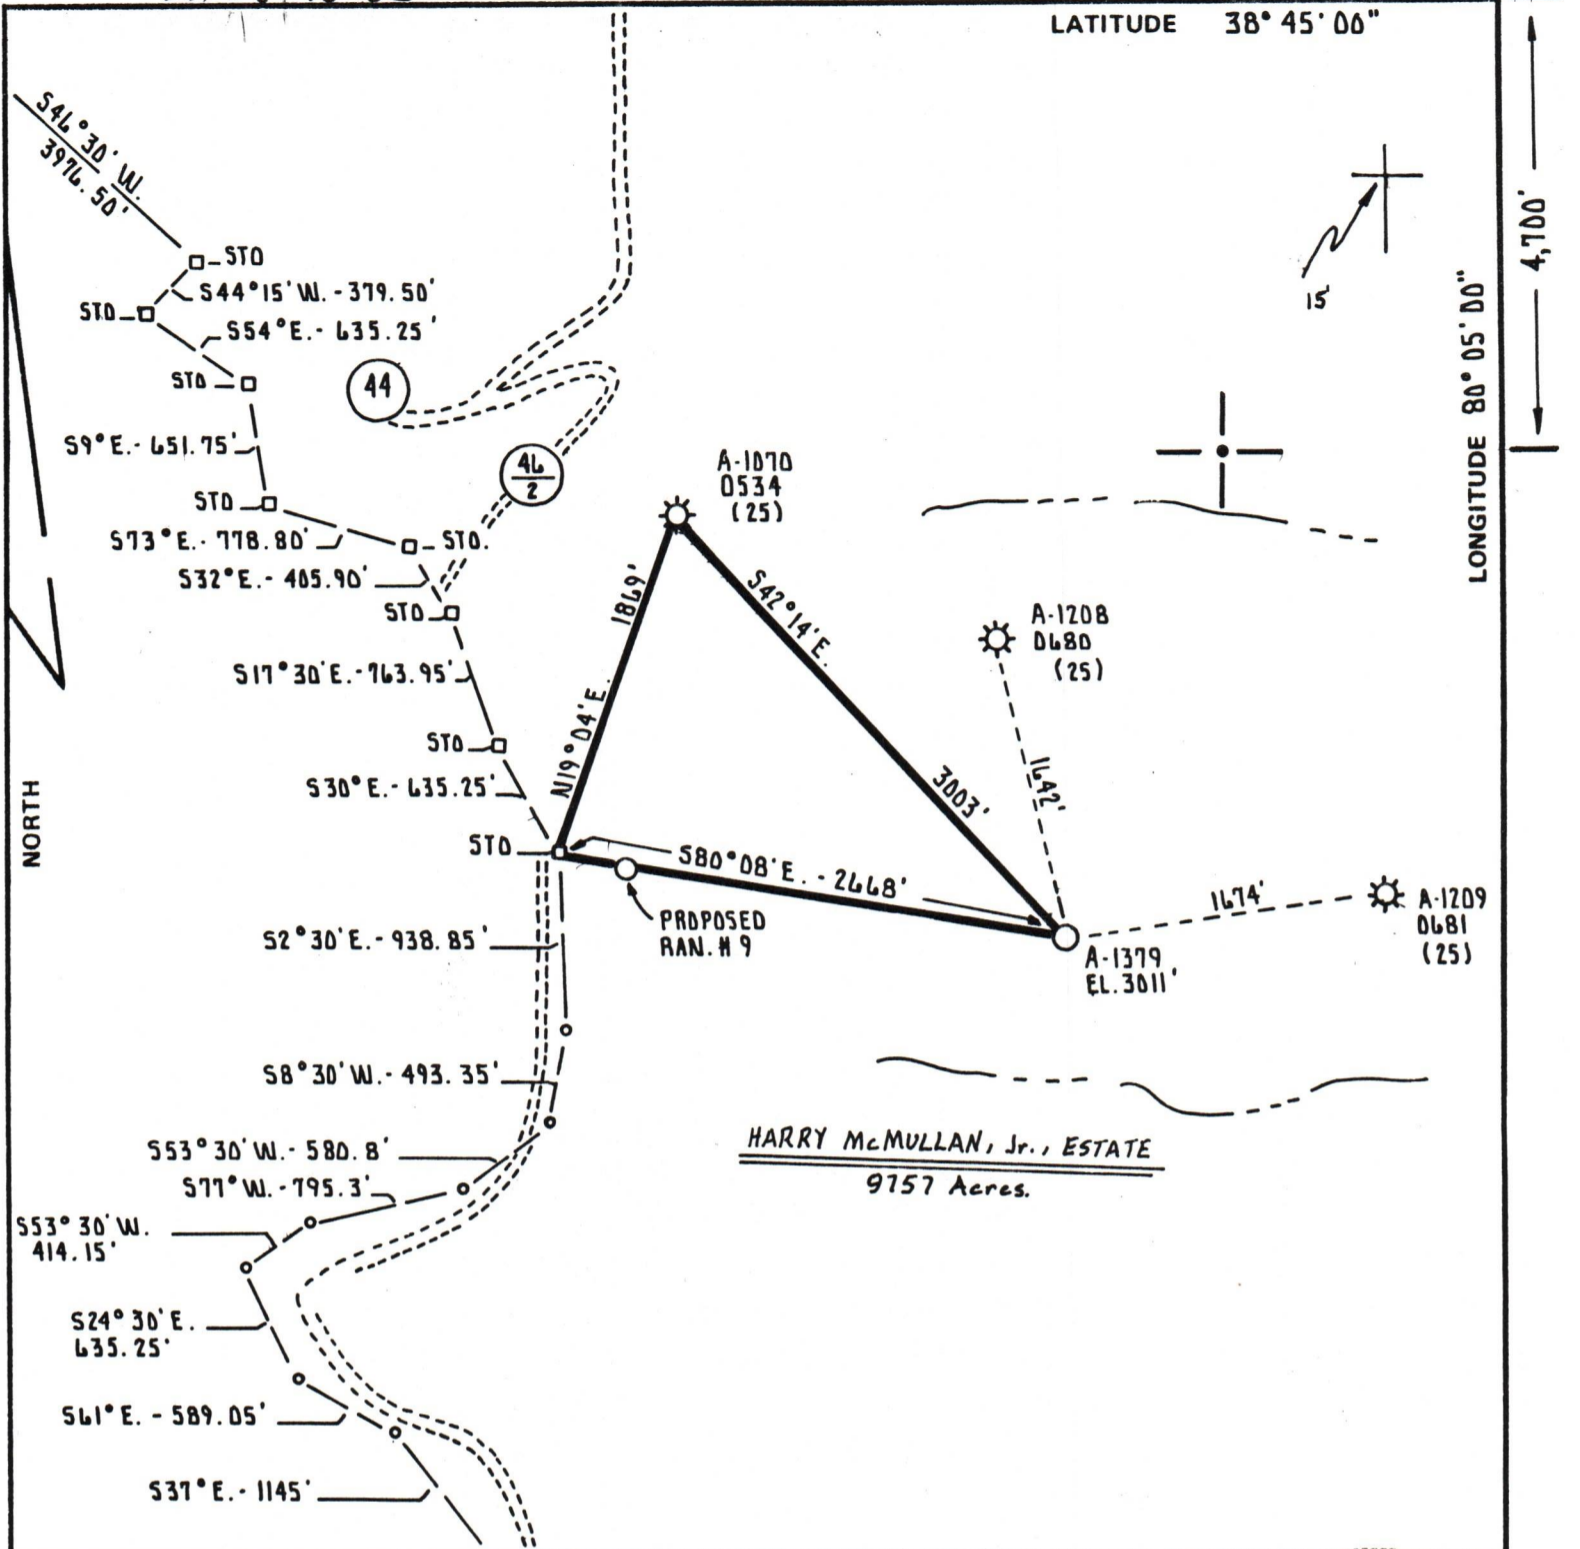 LATITUDE 38° 45' 00"
S46°30' W.
3976.50'
STO
S44°15' W. - 379.50'
STO
S54°E. - 635.25'
STO
44
S9°E. - 651.75'
STO
S73°E. - 778.80'
STO.
S32°E. - 405.90'
STO
46
2
S17°30'E. - 763.95'
STO
S30°E. - 635.25'
STO
NORTH
A-1070
0534
(25)
1869'
N19°04'E.
S42°14'E.
3003'
S80°08'E. - 2668'
PROPOSED
RAN. # 9
15'
4,700'
LONGITUDE 80° 05' 00"
A-1208
0680
(25)
1642'
1674'
A-1209
0681
(25)
A-1379
EL. 3011'
S2°30'E. - 938.85'
S8°30' W. - 493.35'
S53°30' W. - 580.8'
S77° W. - 795.3'
S53°30' W.
414.15'
S24°30'E.
635.25'
S61°E. - 589.05'
S37°E. - 1145'
HARRY McMULLAN, Jr., ESTATE
9757 Acres.